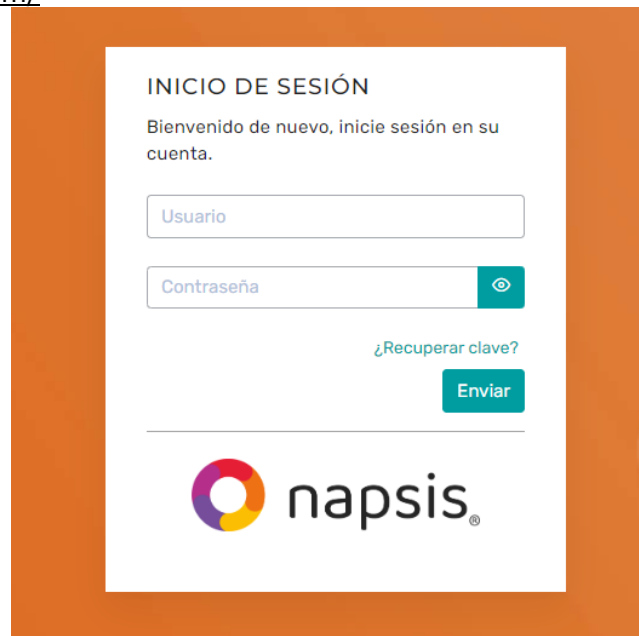 INICIO DE SESIÓN
Bienvenido de nuevo, inicie sesión en su
cuenta.
Usuario
Contraseña
¿Recuperar clave?
Enviar
napsis®